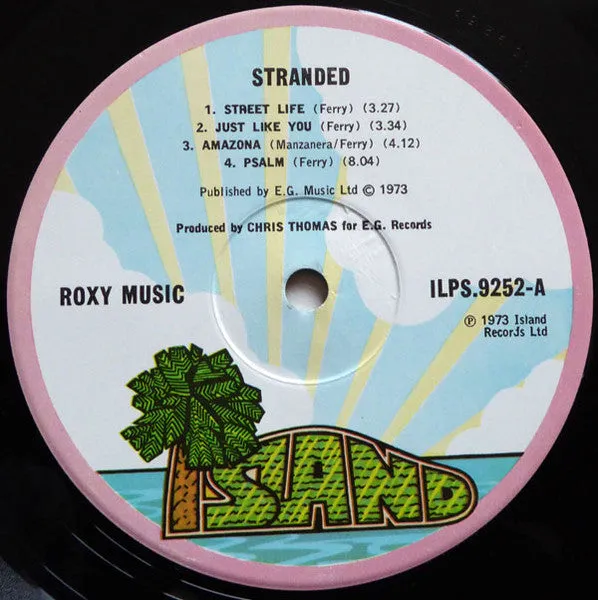 STRANDED
1. STREET LIFE (Ferry) (3.27)
2. JUST LIKE YOU (Ferry) (3.34)
3. AMAZONA (Manzanera/Ferry) (4.12)
4. PSALM (Ferry) (8.04)
Published by E.G. Music Ltd © 1973
Produced by CHRIS THOMAS for E.G. Records
ROXY MUSIC
ILPS.9252-A
℗ 1973 Island
Records Ltd
ISLAND